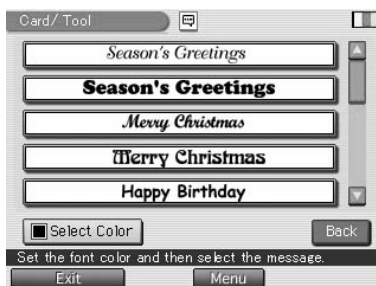 Card/ Tool
Season's Greetings
Season's Greetings
Merry Christmas
Merry Christmas
Happy Birthday
Select Color
Back
Set the font color and then select the message.
Exit
Menu